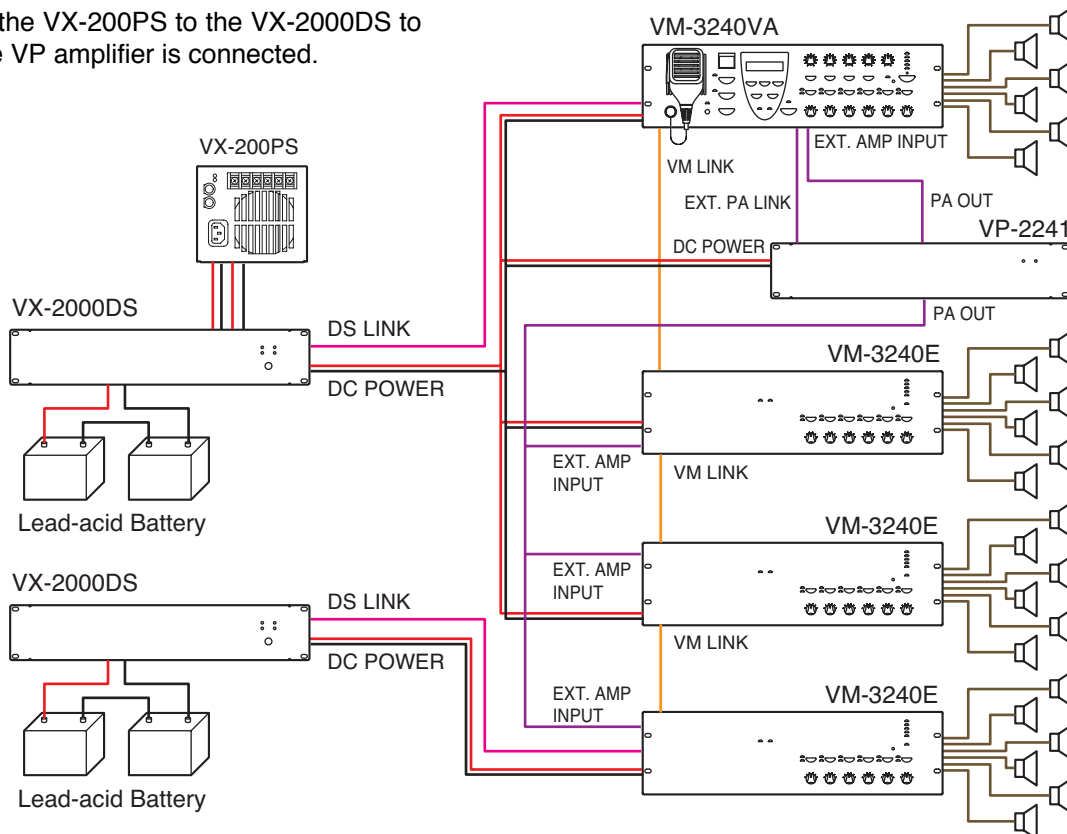 the VX-200PS to the VX-2000DS to
VP amplifier is connected.
VM-3240VA
VX-200PS
EXT. AMP INPUT
VM LINK
EXT. PA LINK
PA OUT
VP-2241
DC POWER
VX-2000DS
DS LINK
PA OUT
DC POWER
VM-3240E
EXT. AMP
INPUT
VM LINK
Lead-acid Battery
VM-3240E
EXT. AMP
INPUT
VX-2000DS
DS LINK
VM LINK
DC POWER
EXT. AMP
INPUT
VM-3240E
Lead-acid Battery